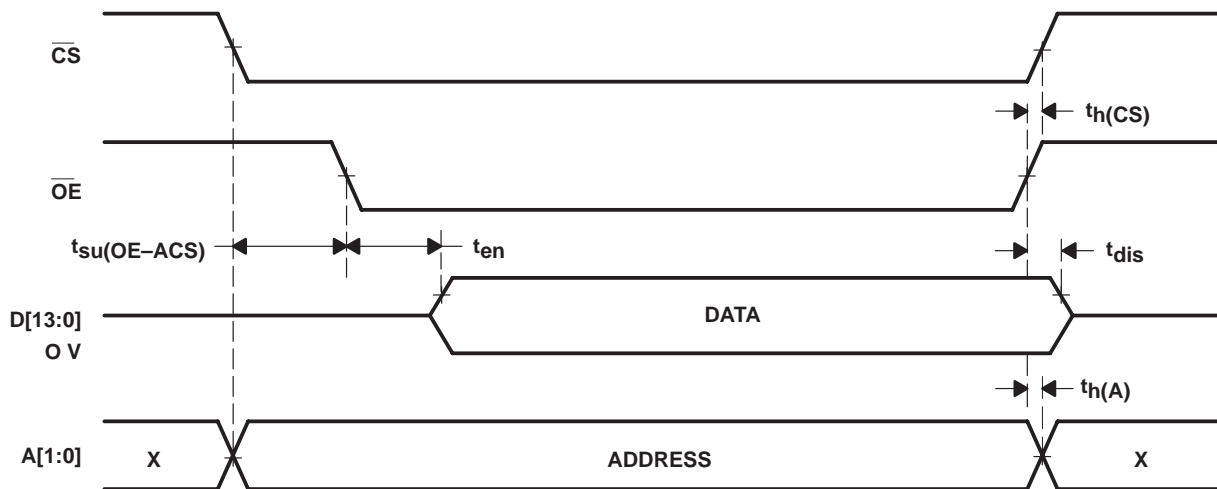 CS
th(CS)
OE
tsu(OE–ACS)
ten
tdis
D[13:0]
DATA
O V
th(A)
A[1:0]
X
ADDRESS
X